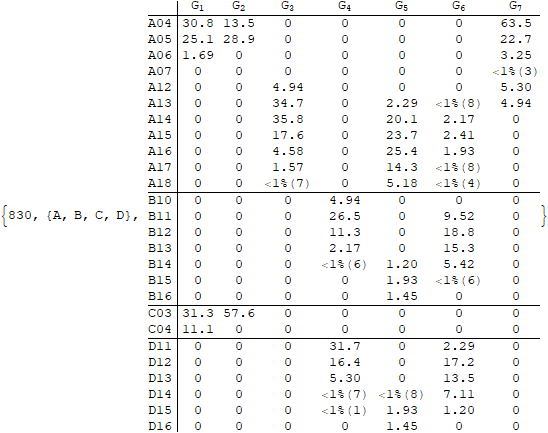 G1 G2 G3 G4 G5 G6 G7
A04 30.8 13.5 0 0 0 0 63.5
A05 25.1 28.9 0 0 0 0 22.7
A06 1.69 0 0 0 0 0 3.25
A07 0 0 0 0 0 0 <1%(3)
A12 0 0 4.94 0 0 0 5.30
A13 0 0 34.7 0 2.29 <1%(8) 4.94
A14 0 0 35.8 0 20.1 2.17 0
A15 0 0 17.6 0 23.7 2.41 0
A16 0 0 4.58 0 25.4 1.93 0
A17 0 0 1.57 0 14.3 <1%(8) 0
A18 0 0 <1%(7) 0 5.18 <1%(4) 0
B10 0 0 0 4.94 0 0 0
{830, {A, B, C, D}, B11 0 0 0 26.5 0 9.52 0 }
B12 0 0 0 11.3 0 18.8 0
B13 0 0 0 2.17 0 15.3 0
B14 0 0 0 <1%(6) 1.20 5.42 0
B15 0 0 0 0 1.93 <1%(6) 0
B16 0 0 0 0 1.45 0 0
C03 31.3 57.6 0 0 0 0 0
C04 11.1 0 0 0 0 0 0
D11 0 0 0 31.7 0 2.29 0
D12 0 0 0 16.4 0 17.2 0
D13 0 0 0 5.30 0 13.5 0
D14 0 0 0 <1%(7) <1%(8) 7.11 0
D15 0 0 0 <1%(1) 1.93 1.20 0
D16 0 0 0 0 1.45 0 0